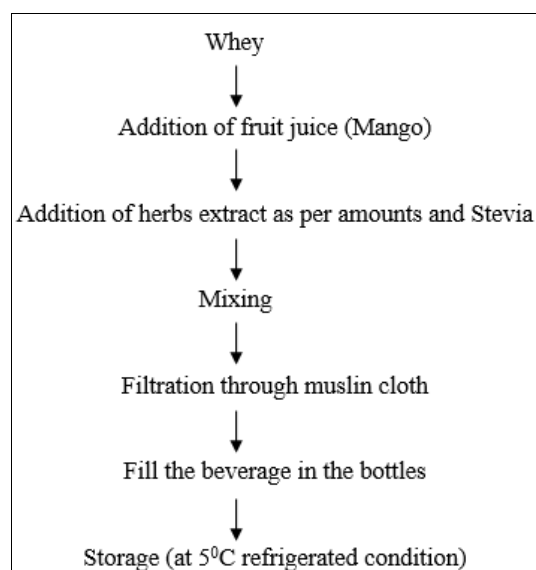 Whey
Addition of fruit juice (Mango)
Addition of herbs extract as per amounts and Stevia
Mixing
Filtration through muslin cloth
Fill the beverage in the bottles
Storage (at 5⁰C refrigerated condition)